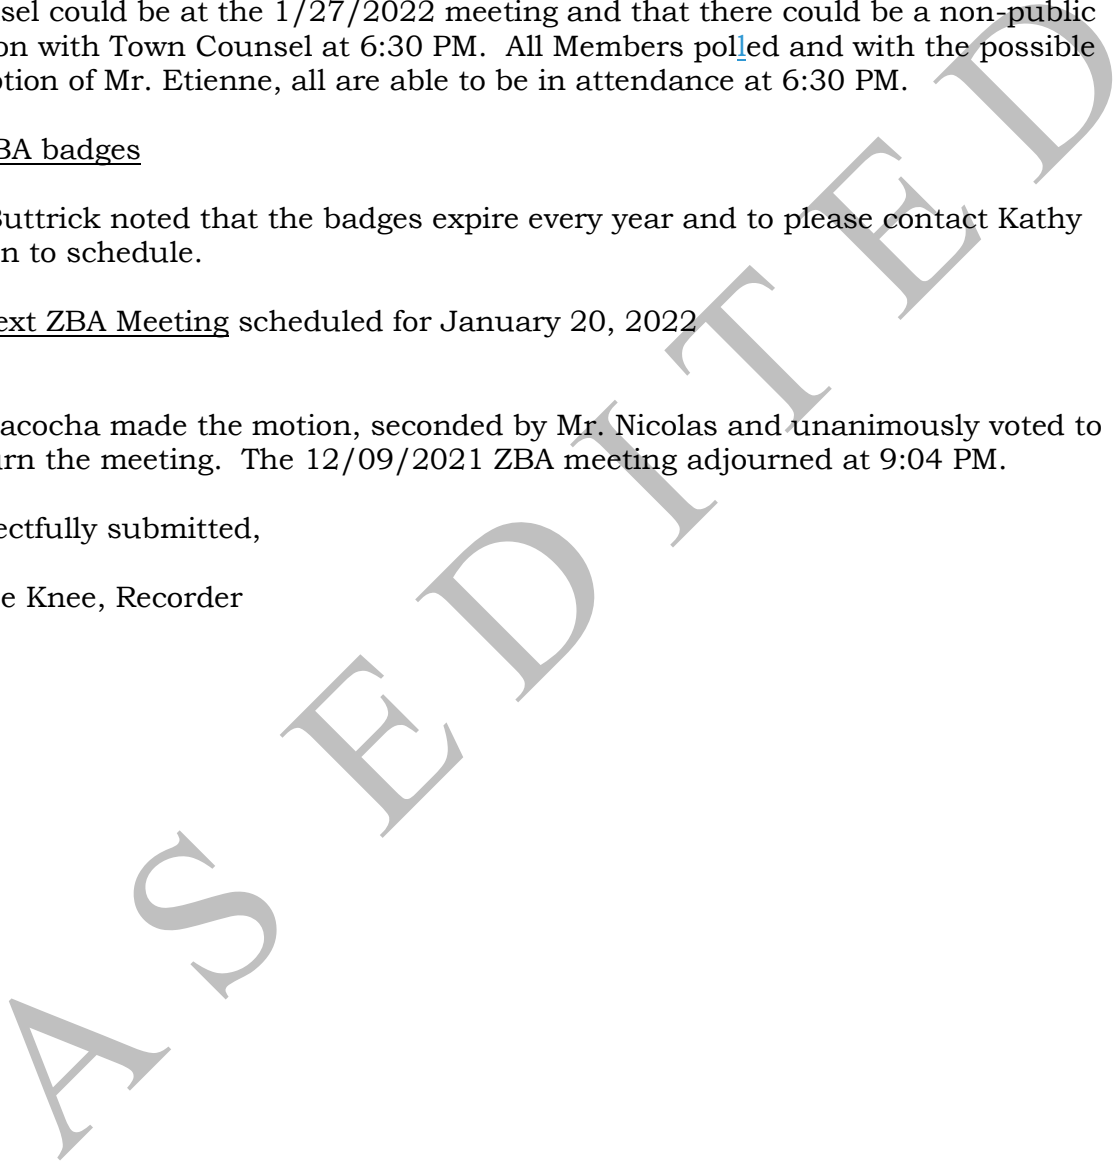 sel could be at the 1/27/2022 meeting and that there could be a non-public
on with Town Counsel at 6:30 PM. All Members polled and with the possible
ption of Mr. Etienne, all are able to be in attendance at 6:30 PM.
BA badges
Buttrick noted that the badges expire every year and to please contact Kathy
n to schedule.
ext ZBA Meeting scheduled for January 20, 2022
acocha made the motion, seconded by Mr. Nicolas and unanimously voted to
urn the meeting. The 12/09/2021 ZBA meeting adjourned at 9:04 PM.
ectfully submitted,
e Knee, Recorder
AS EDITED